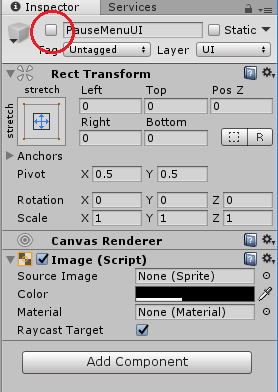 Inspector Services
PauseMenuUI Static
Tag Untagged Layer UI
Rect Transform
stretch Left Top Pos Z
stretch 0 0 0
Right Bottom
0 0 R
Anchors
Pivot X 0.5 Y 0.5
Rotation X 0 Y 0 Z 0
Scale X 1 Y 1 Z 1
Canvas Renderer
Image (Script)
Source Image None (Sprite)
Color
Material None (Material)
Raycast Target
Add Component